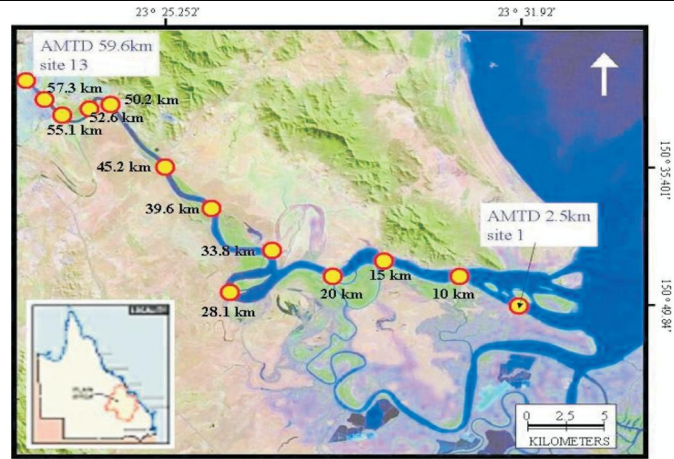 23 ° 25.252'
23 ° 31.92'
AMTD 59.6km
site 13
57.3 km
50.2 km
52.6 km
55.1 km
150 ° 35.401'
45.2 km
39.6 km
AMTD 2.5km
site 1
33.8 km
15 km
20 km
10 km
28.1 km
150 ° 49.84'
0 2.5 5
KILOMETERS